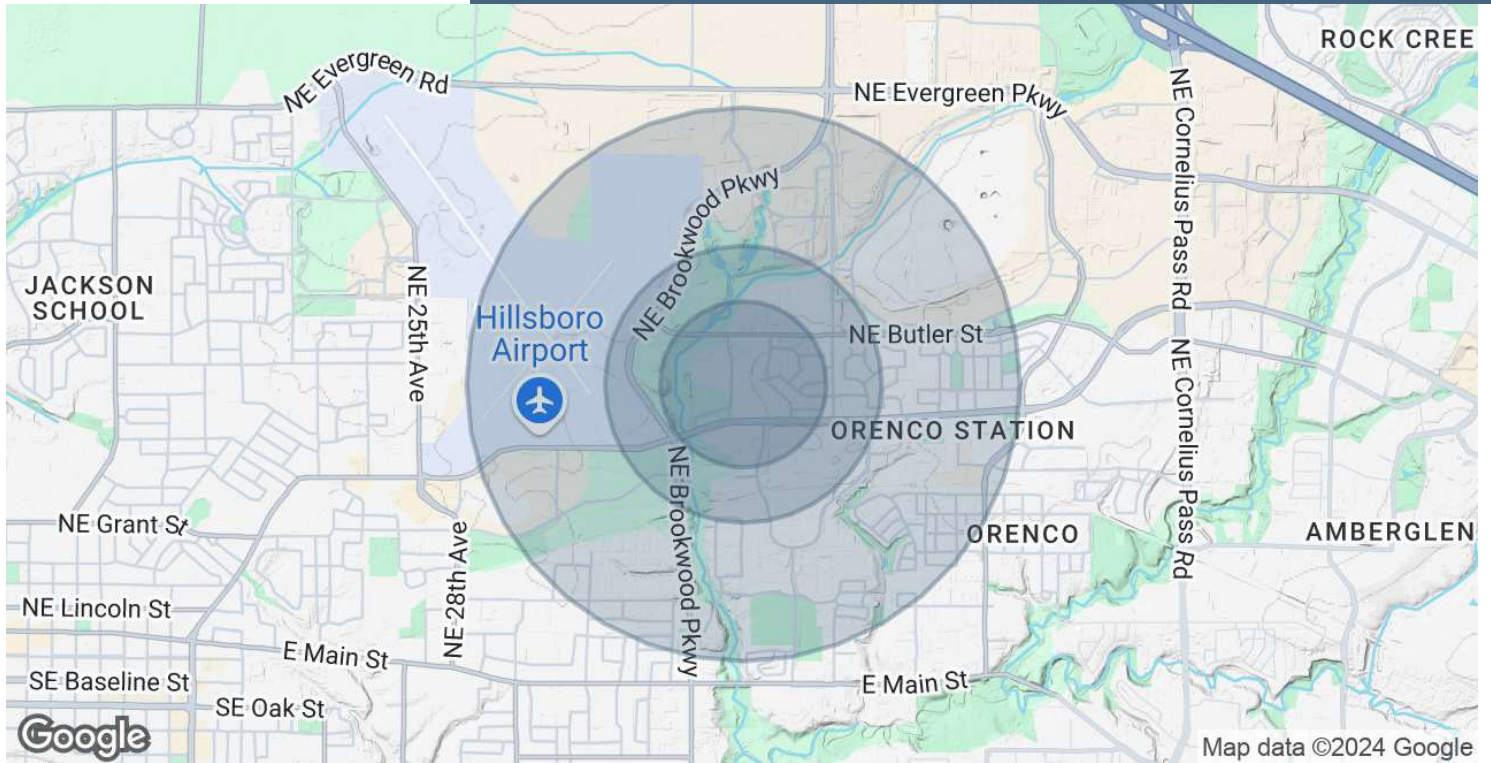 ROCK CREE
NE Evergreen Rd
NE Evergreen Pkwy
NE Cornelius Pass Rd
NE Brookwood Pkwy
JACKSON
SCHOOL
NE 25th Ave
Hillsboro
Airport
NE Butler St
NE Cornelius Pass Rd
ORENCO STATION
NE Brookwood Pkwy
NE Grant St
NE 28th Ave
ORENCO
AMBERGLEN
NE Lincoln St
E Main St
SE Baseline St
E Main St
SE Oak St
Google
Map data ©2024 Google